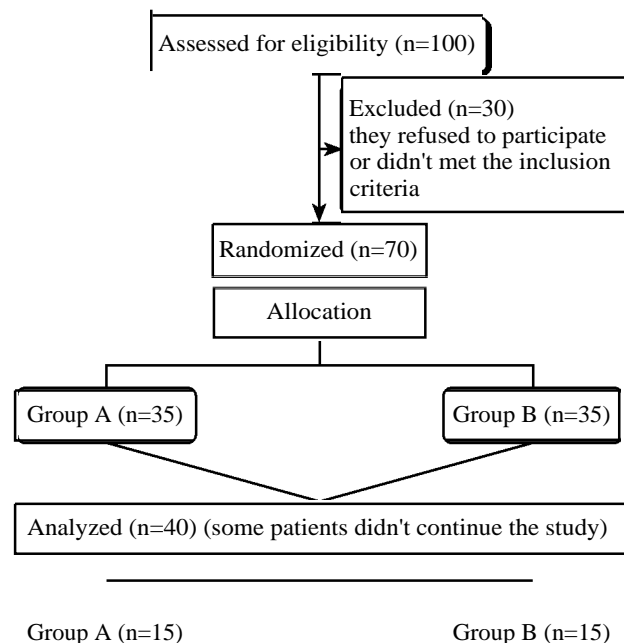 Assessed for eligibility (n=100)
Excluded (n=30)
they refused to participate
or didn't met the inclusion
criteria
Randomized (n=70)
Allocation
Group A (n=35)
Group B (n=35)
Analyzed (n=40) (some patients didn't continue the study)
Group A (n=15)
Group B (n=15)